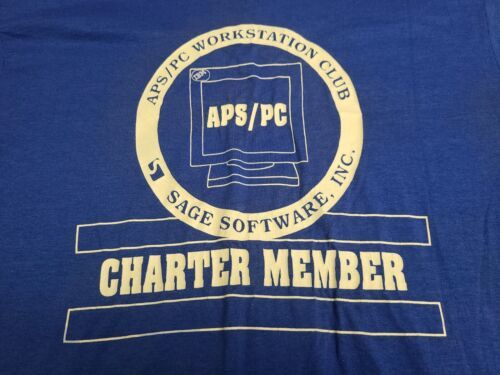 APS/PC WORKSTATION CLUB
IBM
APS/PC
SAGE SOFTWARE, INC.
CHARTER MEMBER